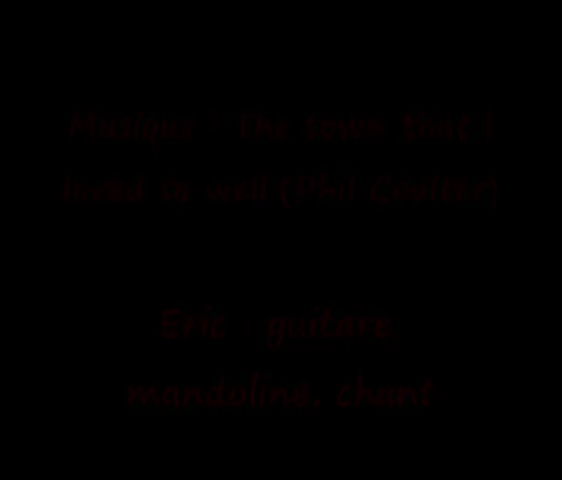 Musique : The town that I
loved so well (Phil Coulter)
Eric : guitare,
mandoline, chant